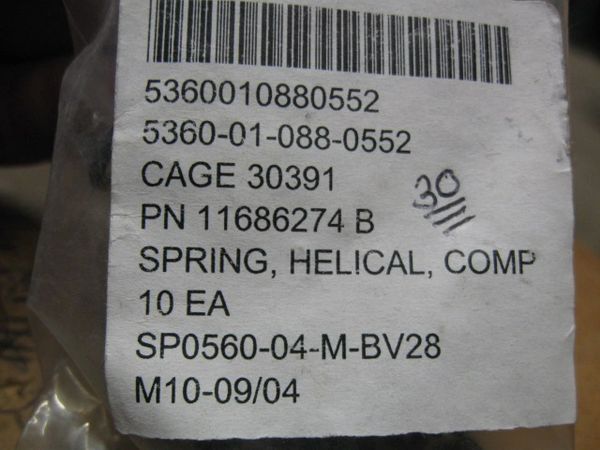 5360010880552
5360-01-088-0552
CAGE 30391
30
PN 11686274 B
SPRING, HELICAL, COMP
10 EA
SP0560-04-M-BV28
M10-09/04